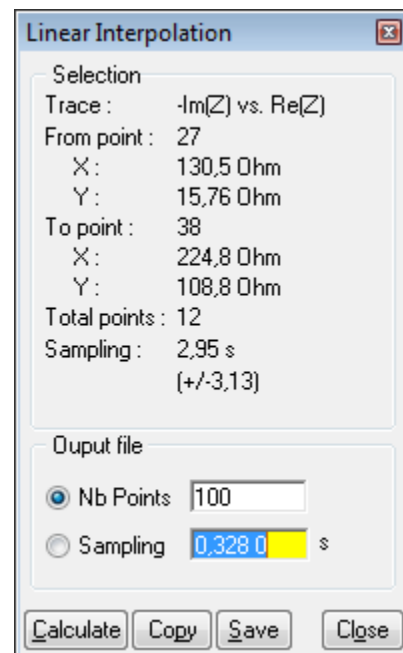 Linear Interpolation
Selection
Trace : -Im(Z) vs. Re(Z)
From point : 27
X : 130,5 Ohm
Y : 15,76 Ohm
To point : 38
X : 224,8 Ohm
Y : 108,8 Ohm
Total points : 12
Sampling : 2,95 s
(+/-3,13)
Ouput file
Nb Points 100
Sampling 0,328 0 s
Calculate Copy Save Close